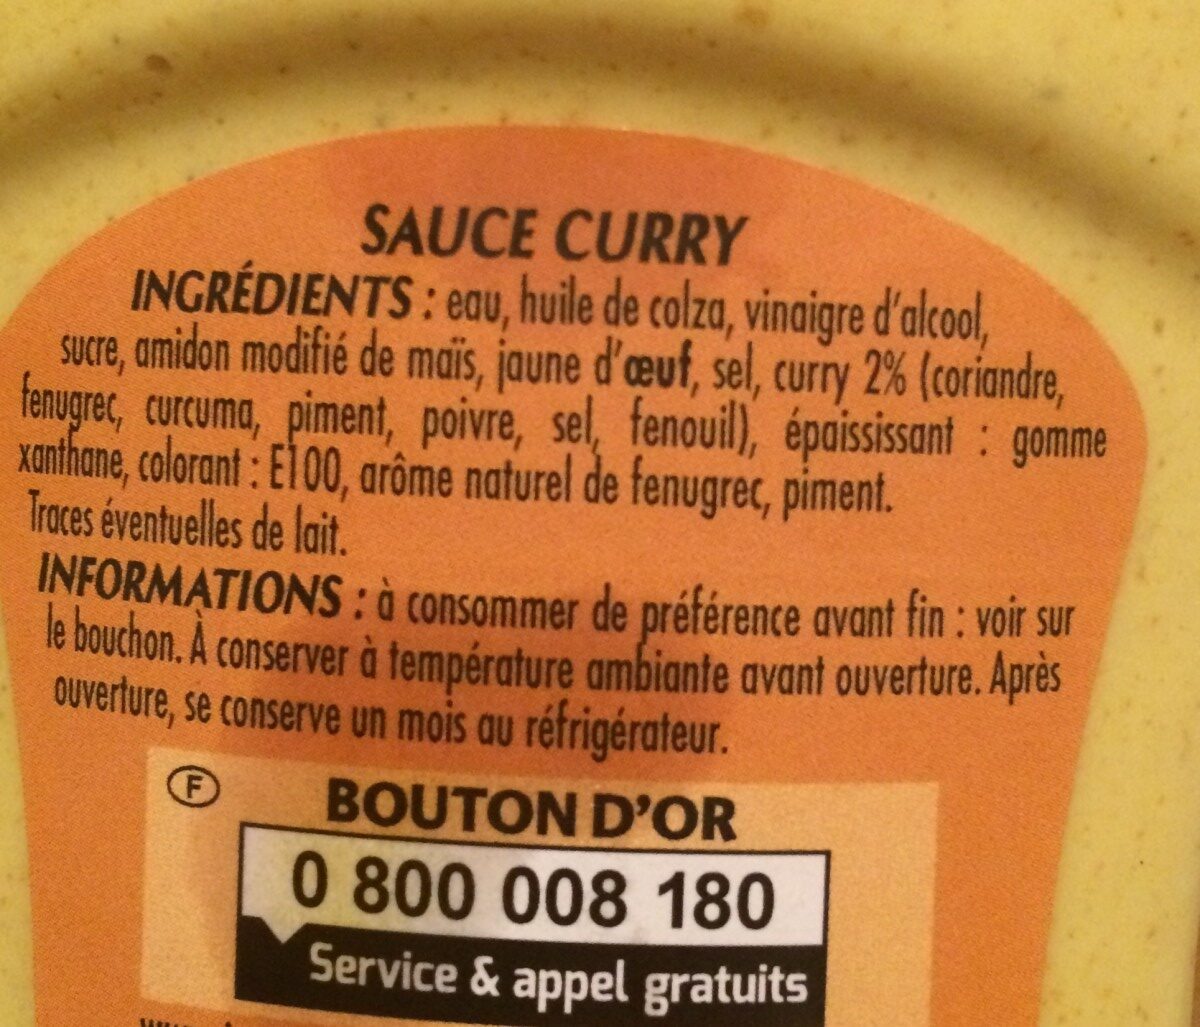 SAUCE CURRY
INGRÉDIENTS : eau, huile de colza, vinaigre d'alcool,
sucre, amidon modifié de maïs, jaune d'œuf, sel, curry 2% (coriandre,
fenugrec, curcuma, piment, poivre, sel, fenouil), épaississant : gomme
xanthane, colorant : E100, arôme naturel de fenugrec, piment.
Traces éventuelles de lait.
INFORMATIONS : à consommer de préférence avant fin : voir sur
le bouchon. À conserver à température ambiante avant ouverture. Après
ouverture, se conserve un mois au réfrigérateur.
F
BOUTON D'OR
0 800 008 180
Service & appel gratuits